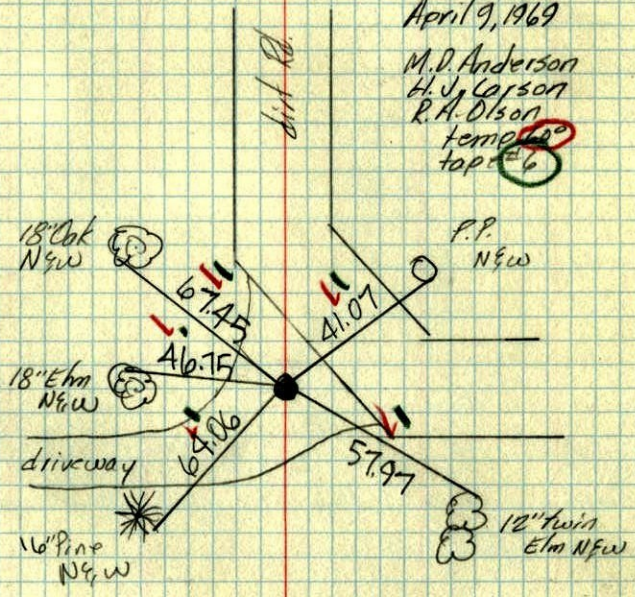 April 9, 1969
M.D. Anderson
H.J. Carson
R.A. Olson
temp 60°
tape #6
dirt Rd.
18" Oak
N&W
P.P.
N&W
67.45
41.07
46.75
18" Elm
N&W
64.06
57.97
driveway
12" twin
Elm N&W
16" Pine
N&W